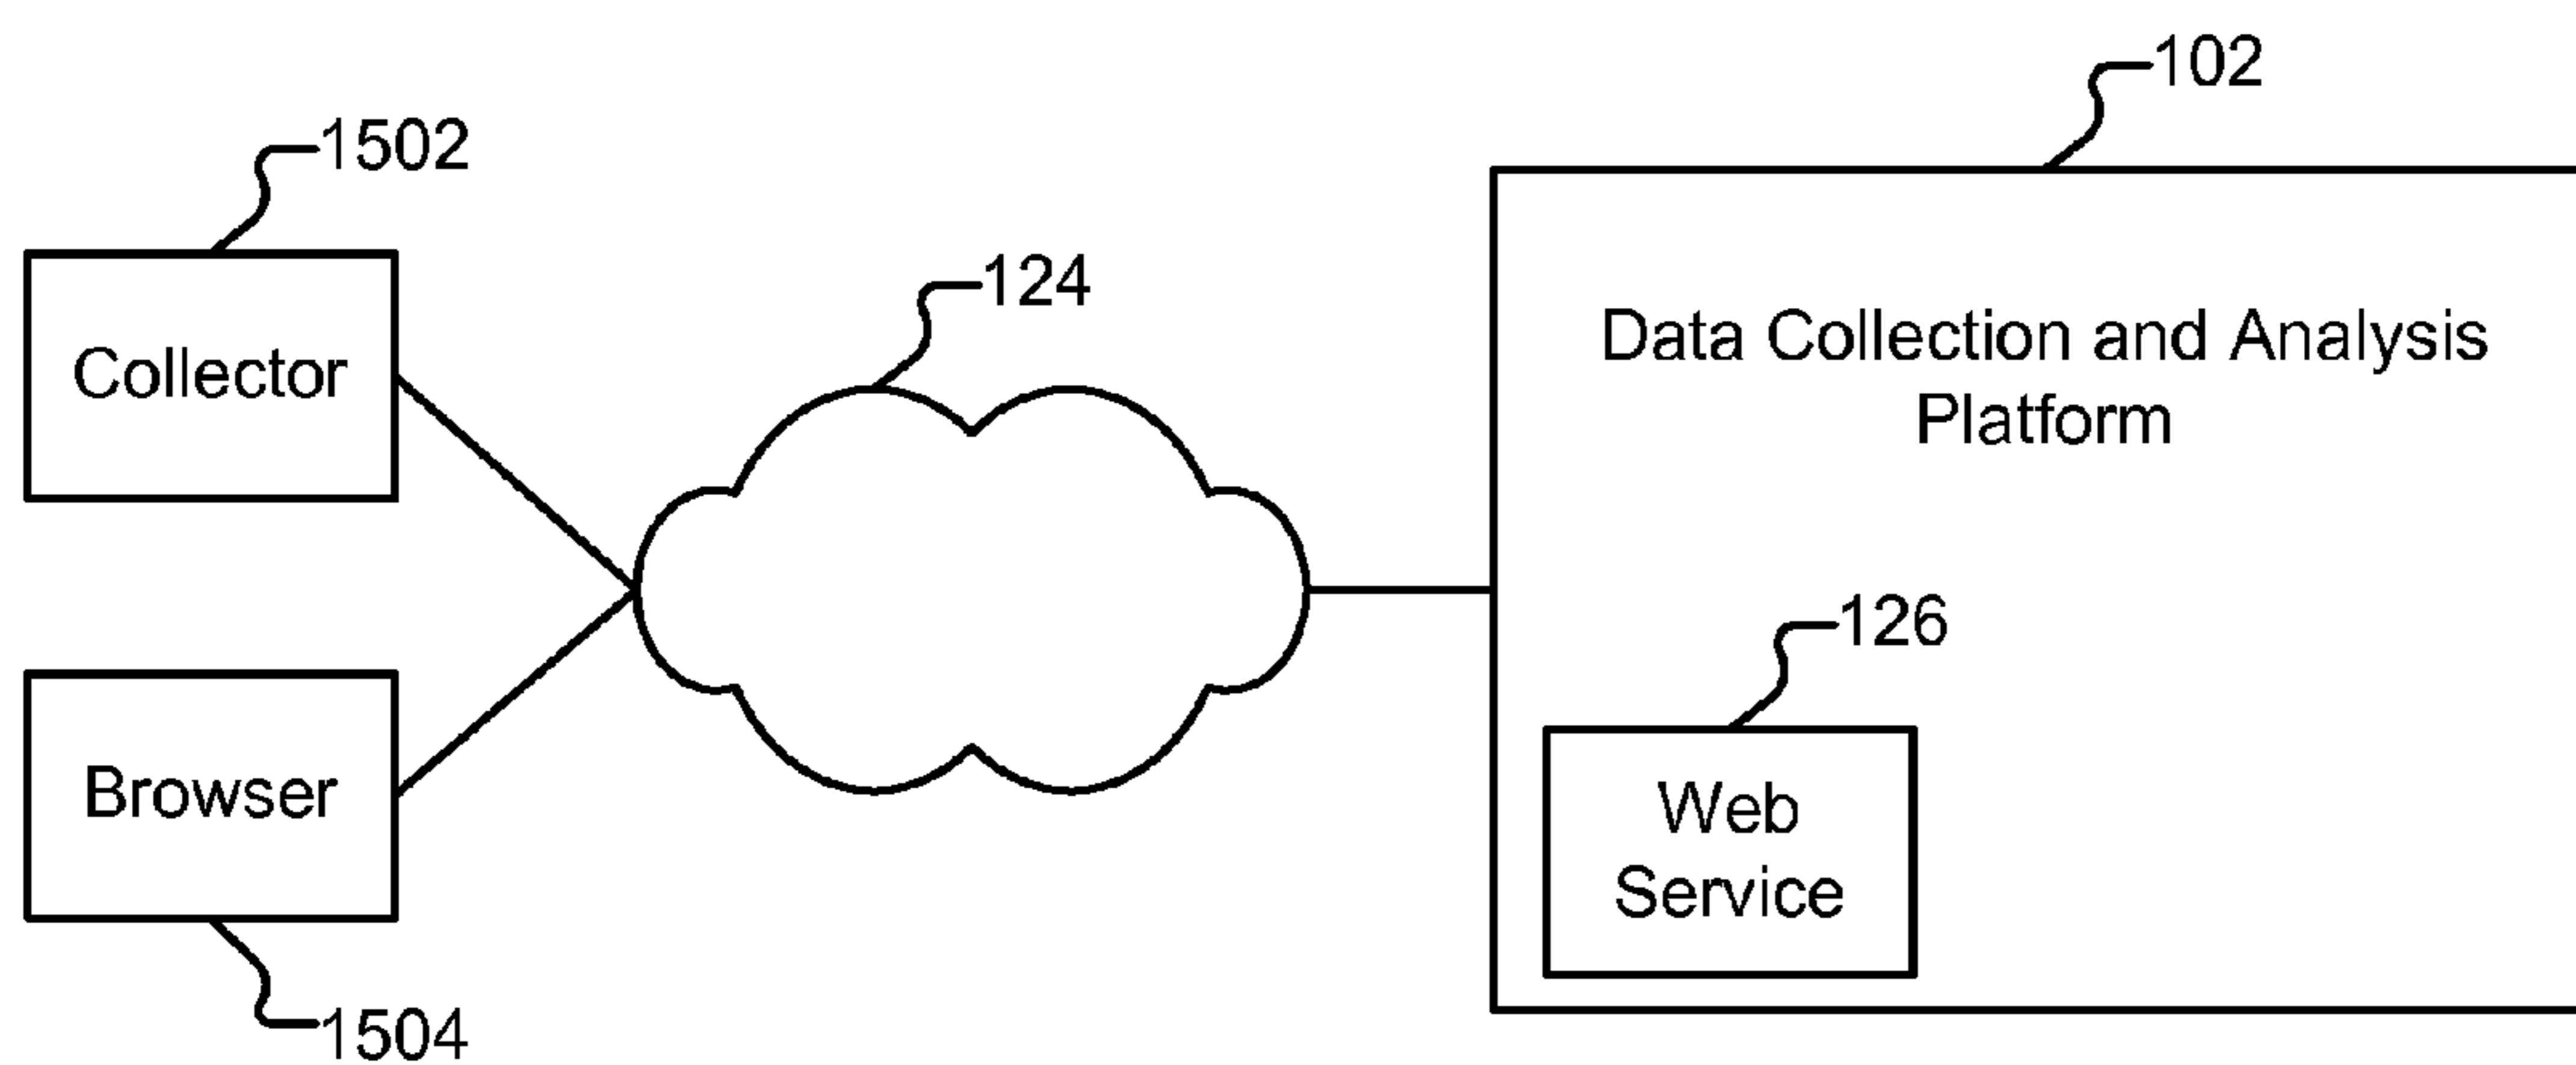 102
1502
124
Collector
Data Collection and Analysis
Platform
126
Browser
Web
Service
1504